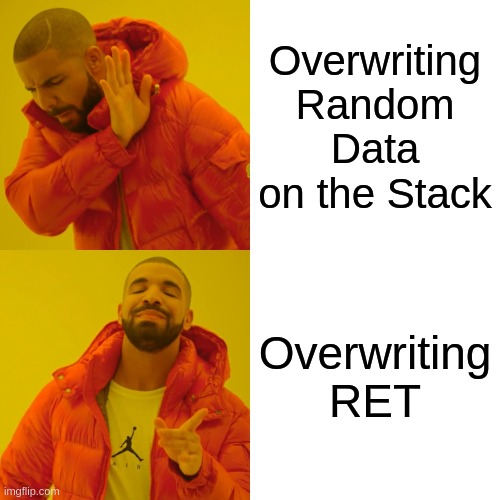 Overwriting
Random
Data
on the Stack
Overwriting
RET
imgflip.com